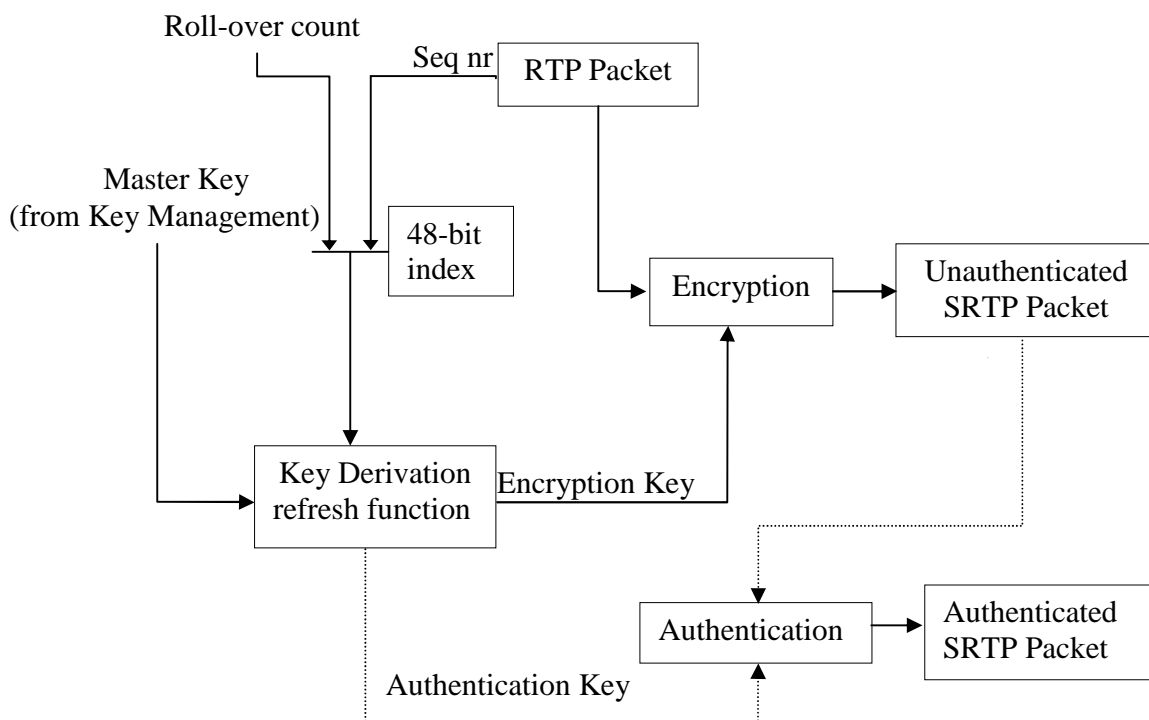 Roll-over count
Seq nr
RTP Packet
Master Key
(from Key Management)
48-bit
index
Encryption
Unauthenticated
SRTP Packet
Key Derivation
refresh function
Encryption Key
Authentication
Authenticated
SRTP Packet
Authentication Key